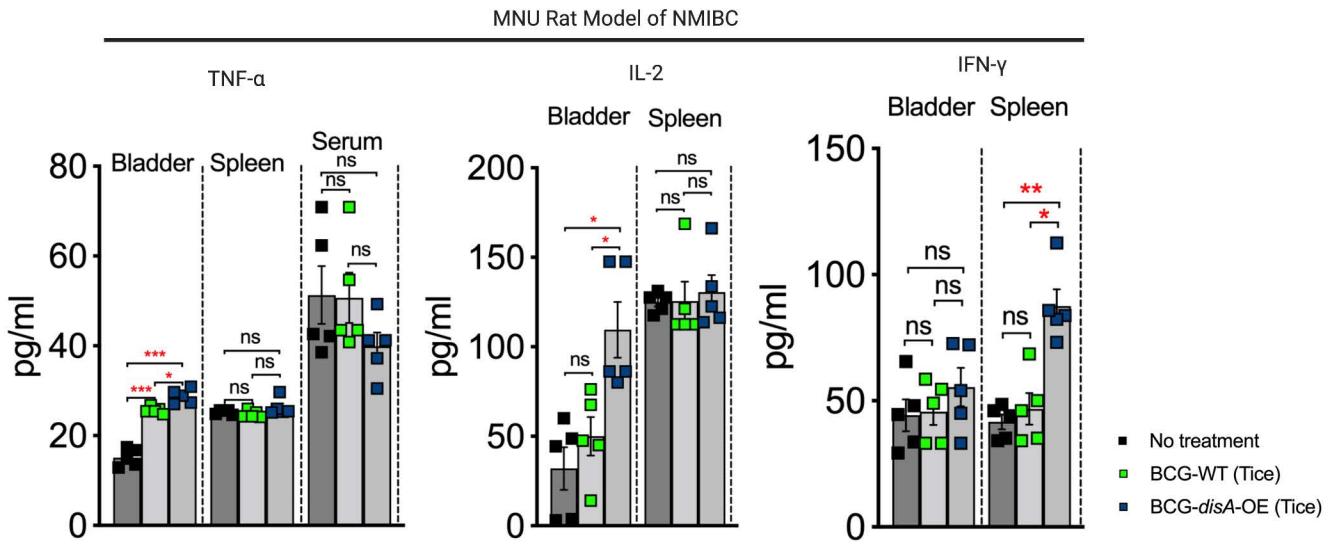 MNU Rat Model of NMIBC
TNF-α
Bladder
Spleen
Serum
pg/ml
80
60
40
20
0
***
***
*
ns
ns
ns
ns
ns
ns
IL-2
Bladder
Spleen
pg/ml
200
150
100
50
0
*
*
ns
ns
ns
ns
IFN-γ
Bladder
Spleen
pg/ml
150
100
50
0
ns
ns
ns
**
*
ns
No treatment
BCG-WT (Tice)
BCG-disA-OE (Tice)